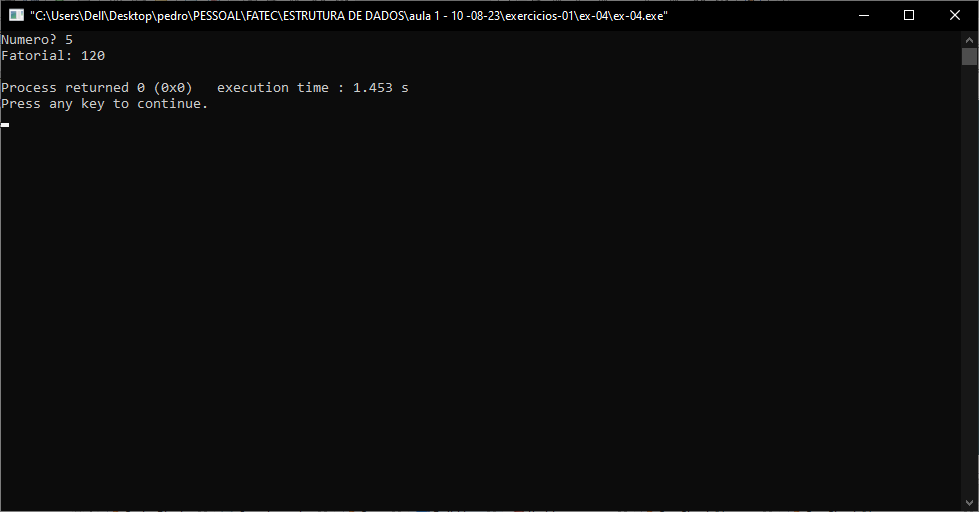 "C:\Users\Dell\Desktop\pedro\PESSOAL\FATEC\ESTRUTURA DE DADOS\aula 1 - 10 -08-23\exercicios-01\ex-04\ex-04.exe"
Numero? 5
Fatorial: 120
Process returned 0 (0x0)   execution time : 1.453 s
Press any key to continue.